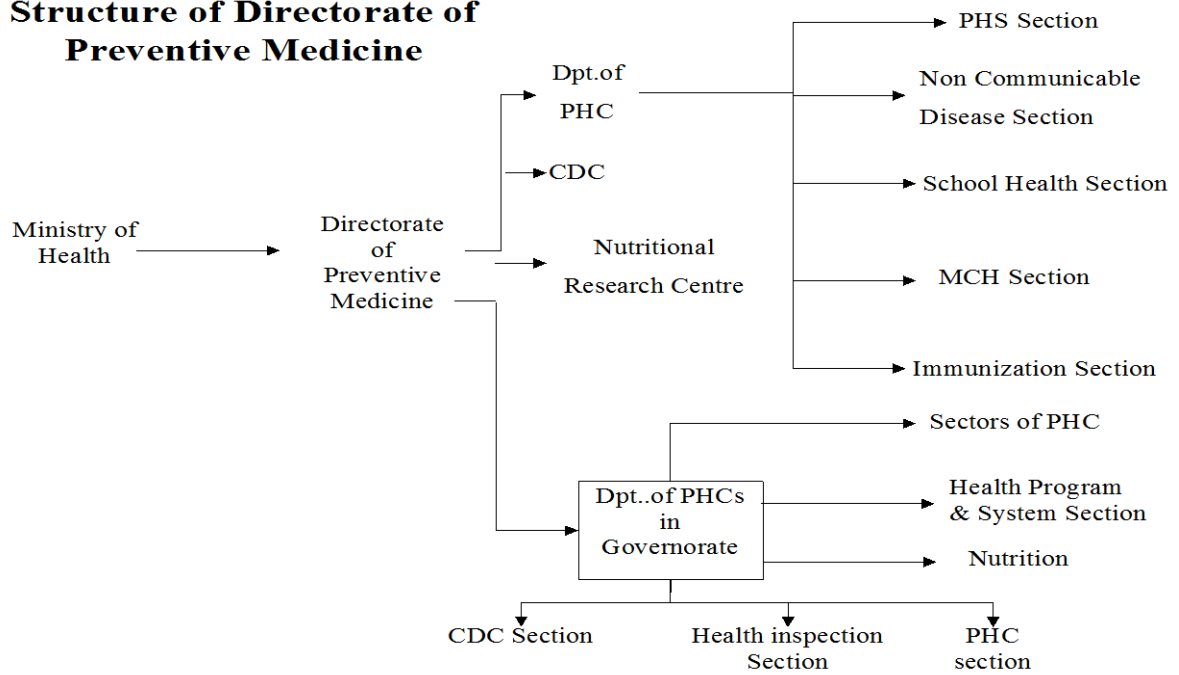 Structure of Directorate of
Preventive Medicine
Ministry of
Health
Directorate
of
Preventive
Medicine
Dpt.of
PHC
CDC
Nutritional
Research Centre
PHS Section
Non Communicable
Disease Section
School Health Section
MCH Section
Immunization Section
Dpt..of PHCs
in
Governorate
Sectors of PHC
Health Program
& System Section
Nutrition
CDC Section
Health inspection
Section
PHC
section